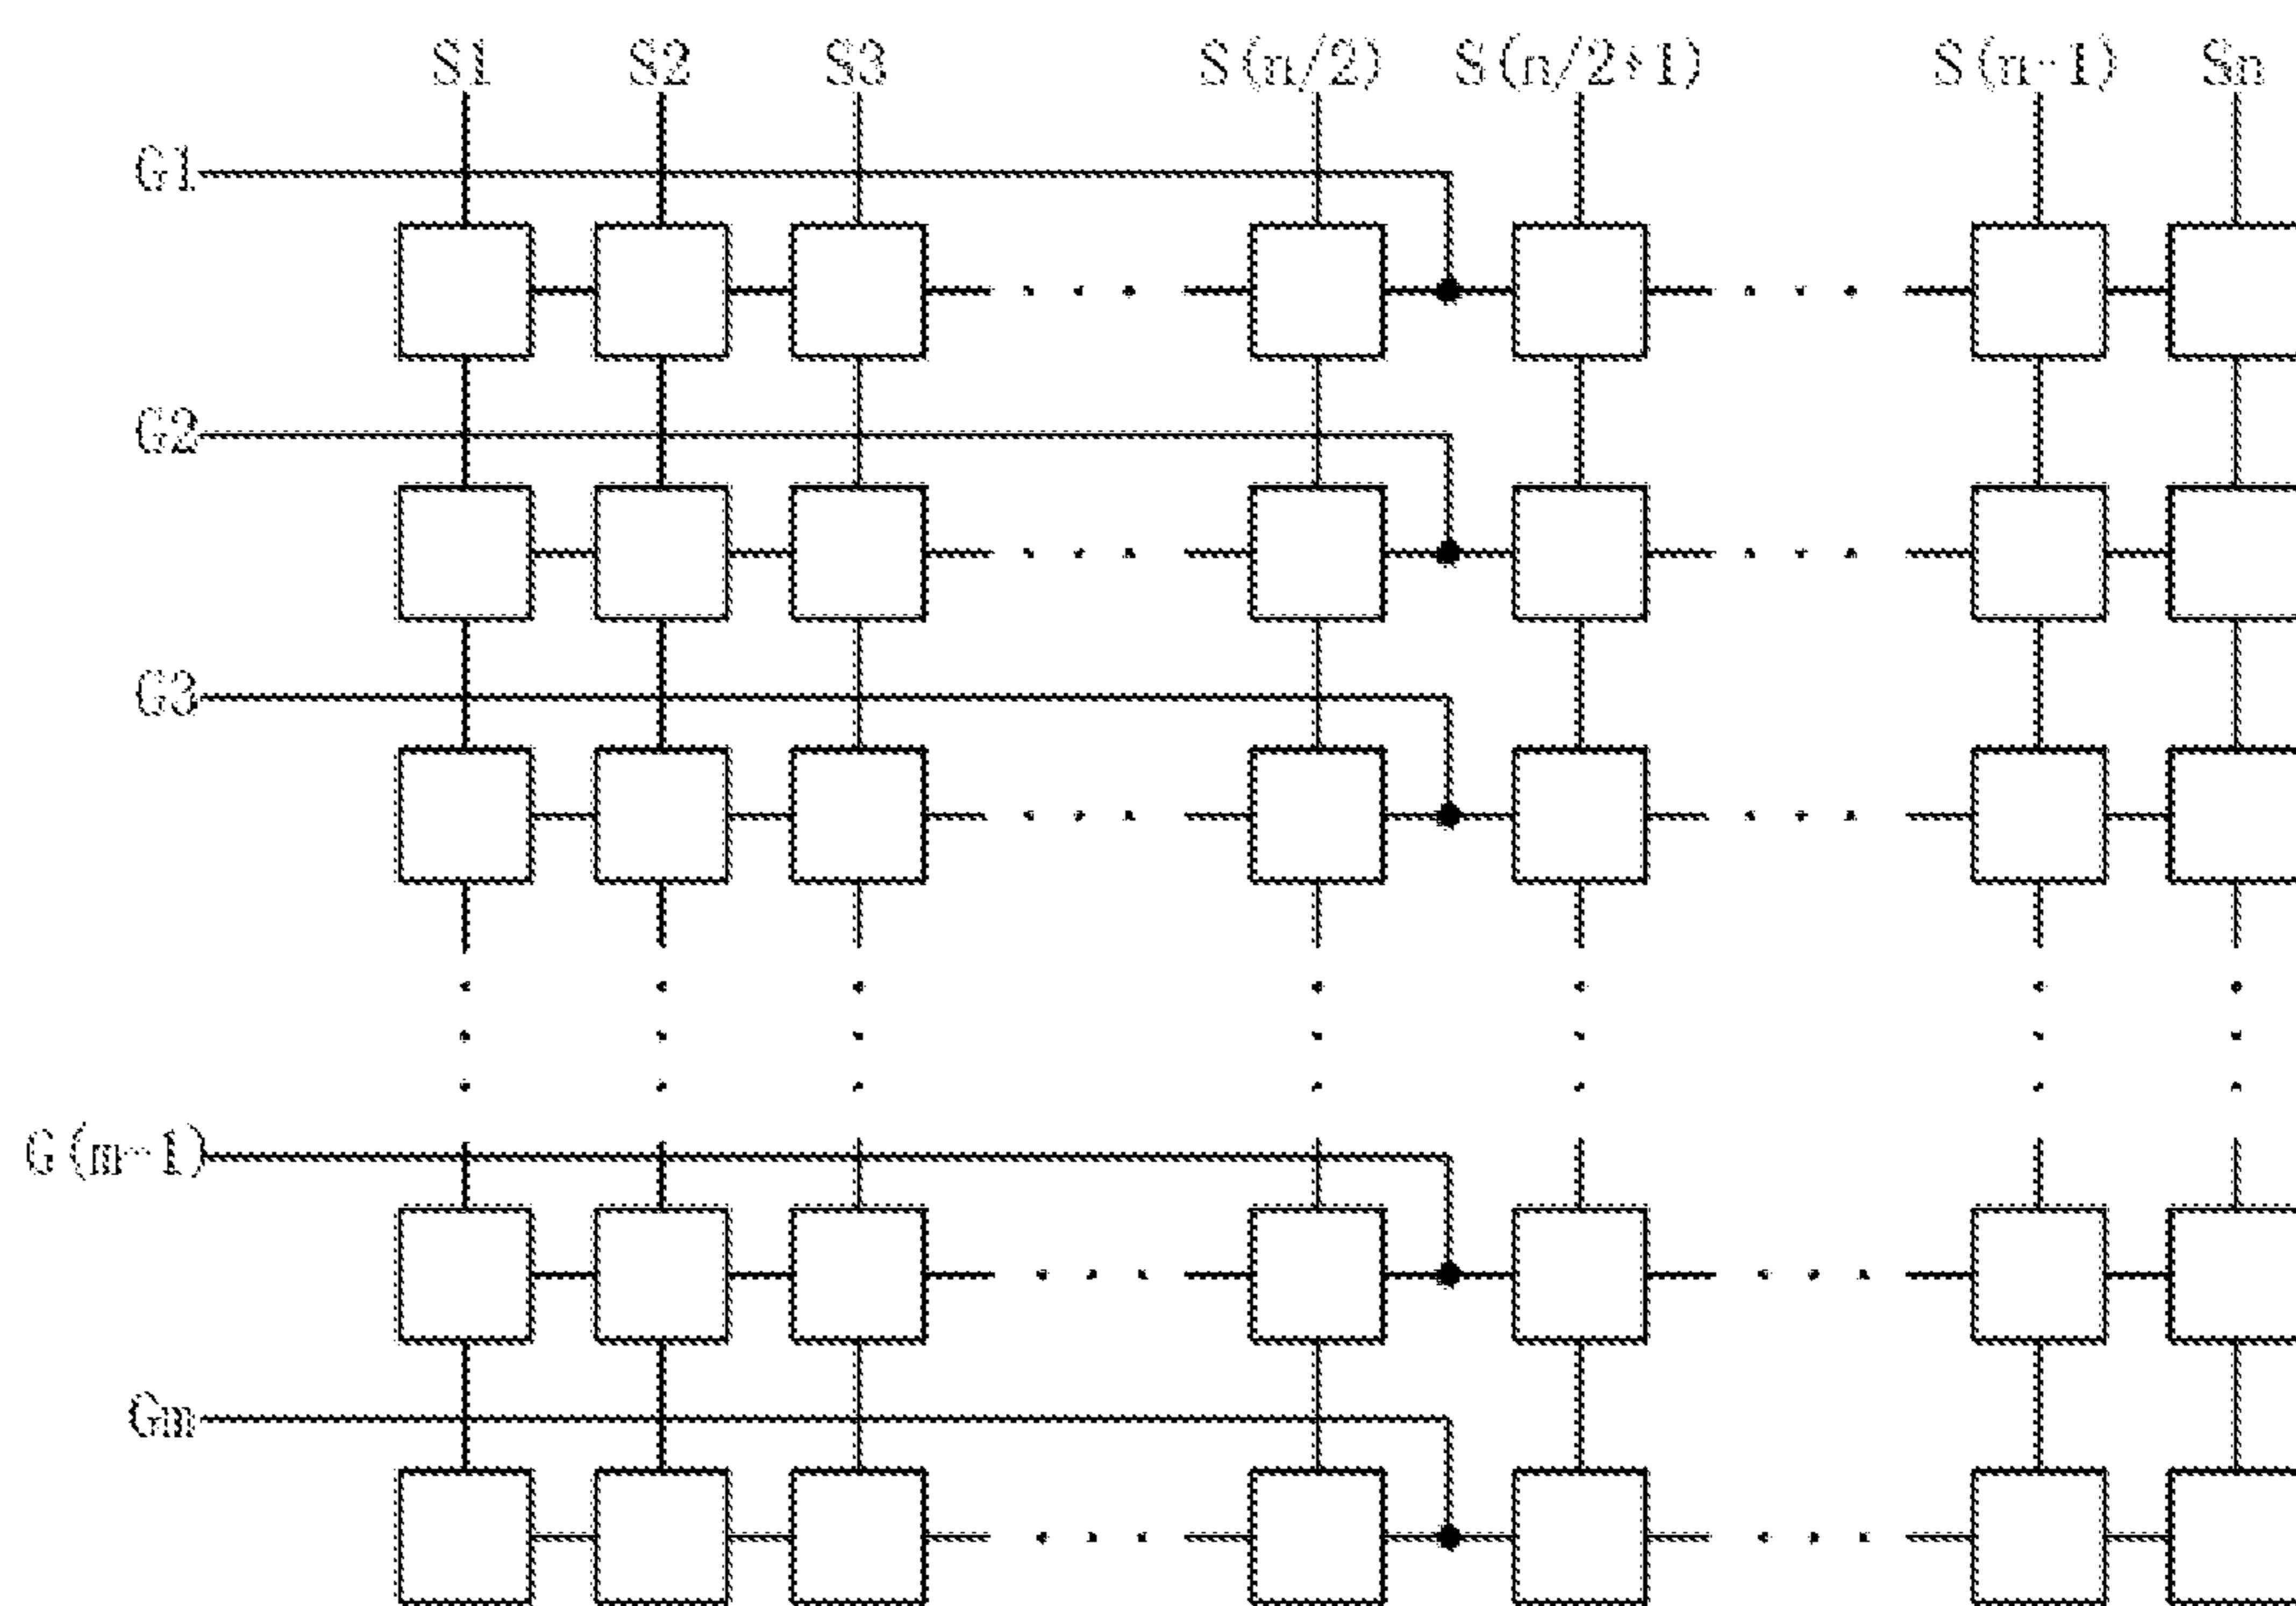 S1 S2 S3 S(n/2) S(n/2+1) S(n-1) Sn
G1
G2
G3
G(m-1)
Gm